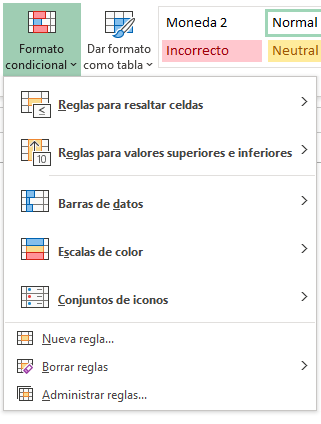 Formato condicional
Dar formato como tabla
Moneda 2
Normal
Incorrecto
Neutral
Reglas para resaltar celdas
Reglas para valores superiores e inferiores
10
Barras de datos
Escalas de color
Conjuntos de iconos
Nueva regla...
Borrar reglas
Administrar reglas...